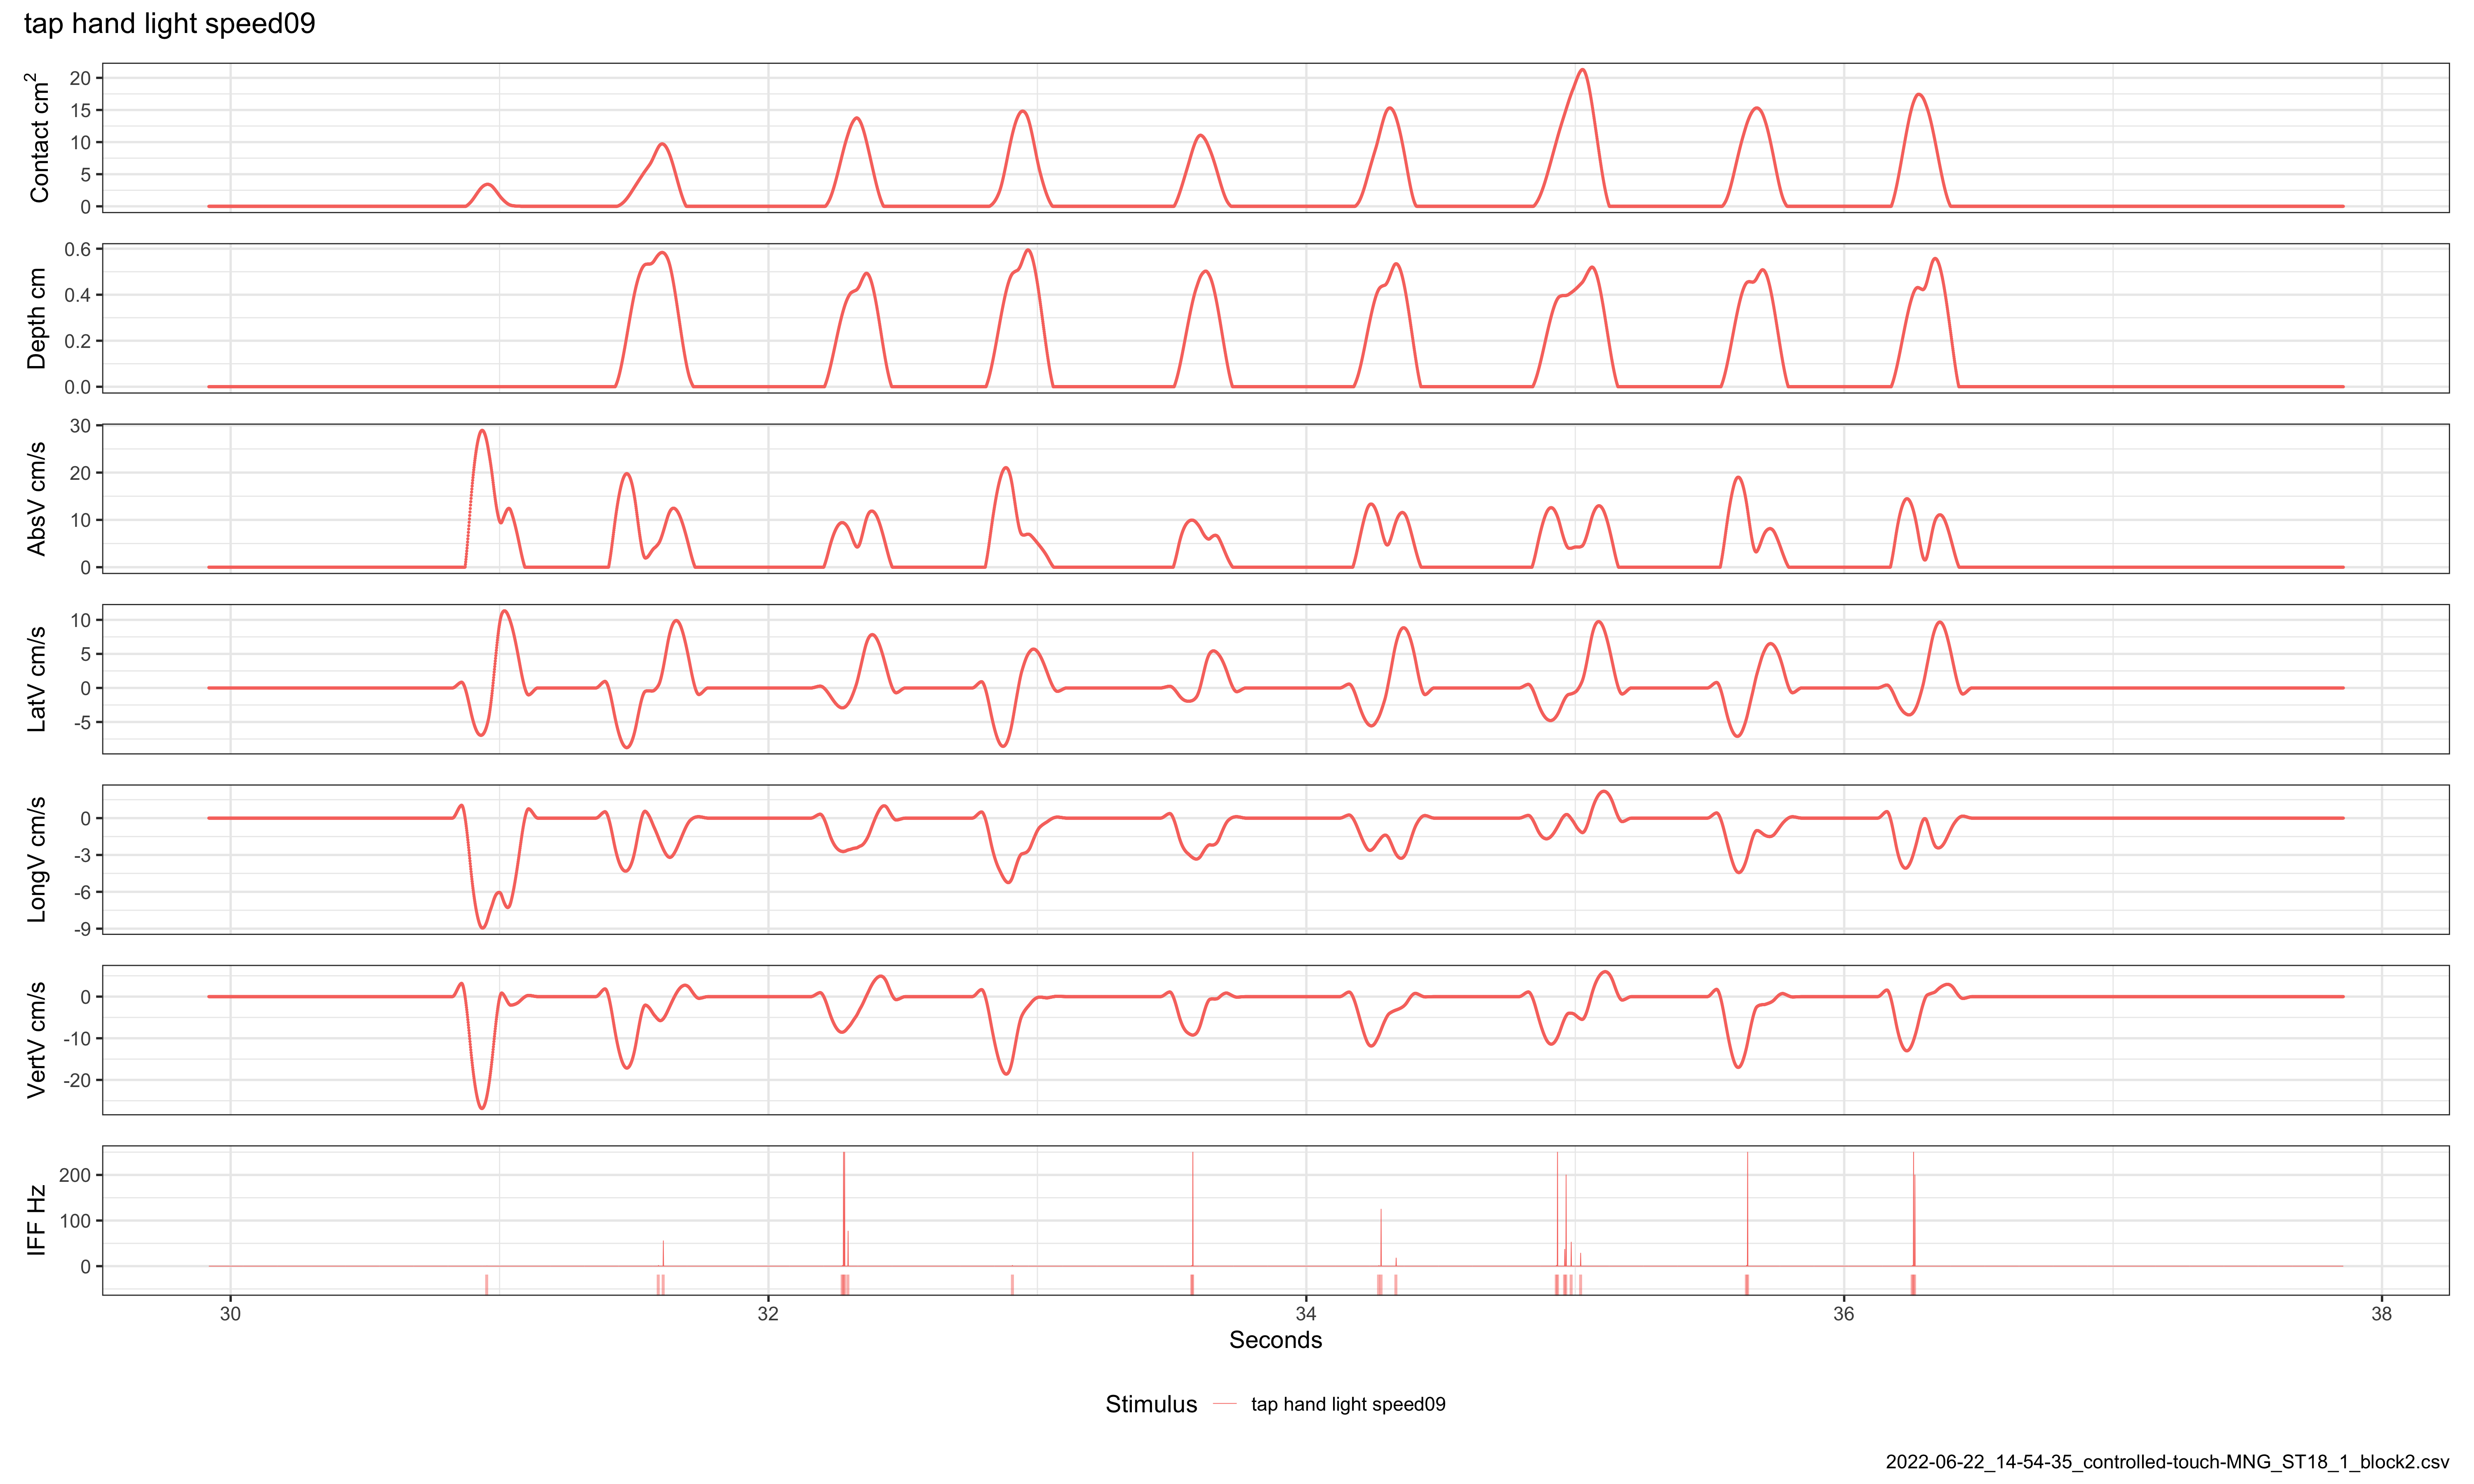 tap hand light speed09
Contact cm²
20
15
10
5
0
Depth cm
0.6
0.4
0.2
0.0
AbsV cm/s
30
20
10
0
LatV cm/s
10
5
0
-5
LongV cm/s
0
-3
-6
-9
VertV cm/s
0
-10
-20
IFF Hz
200
100
0
30 32 34 36 38
Seconds
Stimulus tap hand light speed09
2022-06-22_14-54-35_controlled-touch-MNG_ST18_1_block2.csv